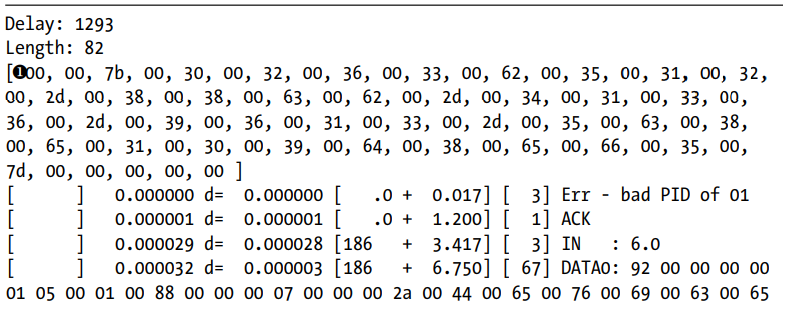 Delay: 1293
Length: 82
[❶00, 00, 7b, 00, 30, 00, 32, 00, 36, 00, 33, 00, 62, 00, 35, 00, 31, 00, 32,
00, 2d, 00, 38, 00, 38, 00, 63, 00, 62, 00, 2d, 00, 34, 00, 31, 00, 33, 00,
36, 00, 2d, 00, 39, 00, 36, 00, 31, 00, 33, 00, 2d, 00, 35, 00, 63, 00, 38,
00, 65, 00, 31, 00, 30, 00, 39, 00, 64, 00, 38, 00, 65, 00, 66, 00, 35, 00,
7d, 00, 00, 00, 00, 00 ]
[      ]   0.000000 d=  0.000000 [   .0 +  0.017] [  3] Err - bad PID of 01
[      ]   0.000001 d=  0.000001 [   .0 +  1.200] [  1] ACK
[      ]   0.000029 d=  0.000028 [186   +  3.417] [  3] IN   : 6.0
[      ]   0.000032 d=  0.000003 [186   +  6.750] [ 67] DATA0: 92 00 00 00 00
01 05 00 01 00 88 00 00 00 07 00 00 00 2a 00 44 00 65 00 76 00 69 00 63 00 65